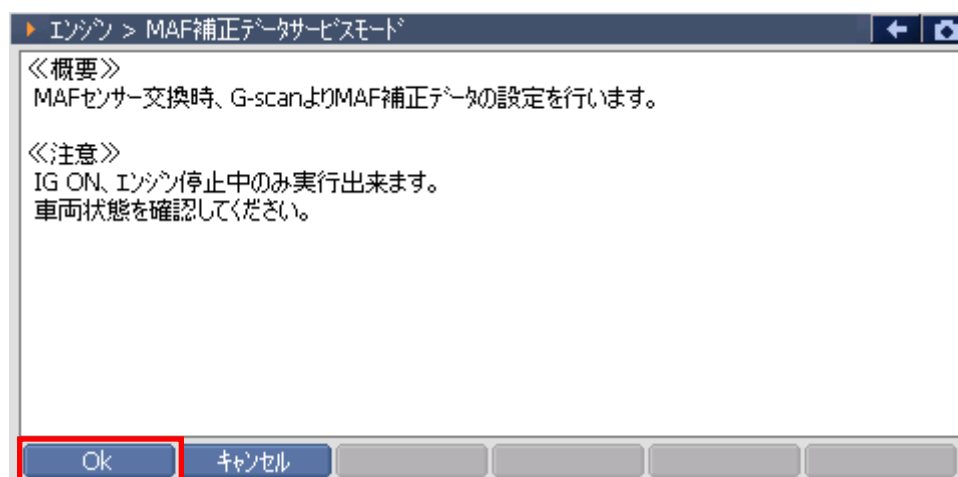 エンジン > MAF補正データサービスモード
≪概要≫
MAFセンサー交換時、G-scanよりMAF補正データの設定を行います。
≪注意≫
IG ON、エンジン停止中のみ実行出来ます。
車両状態を確認してください。
Ok
キャンセル